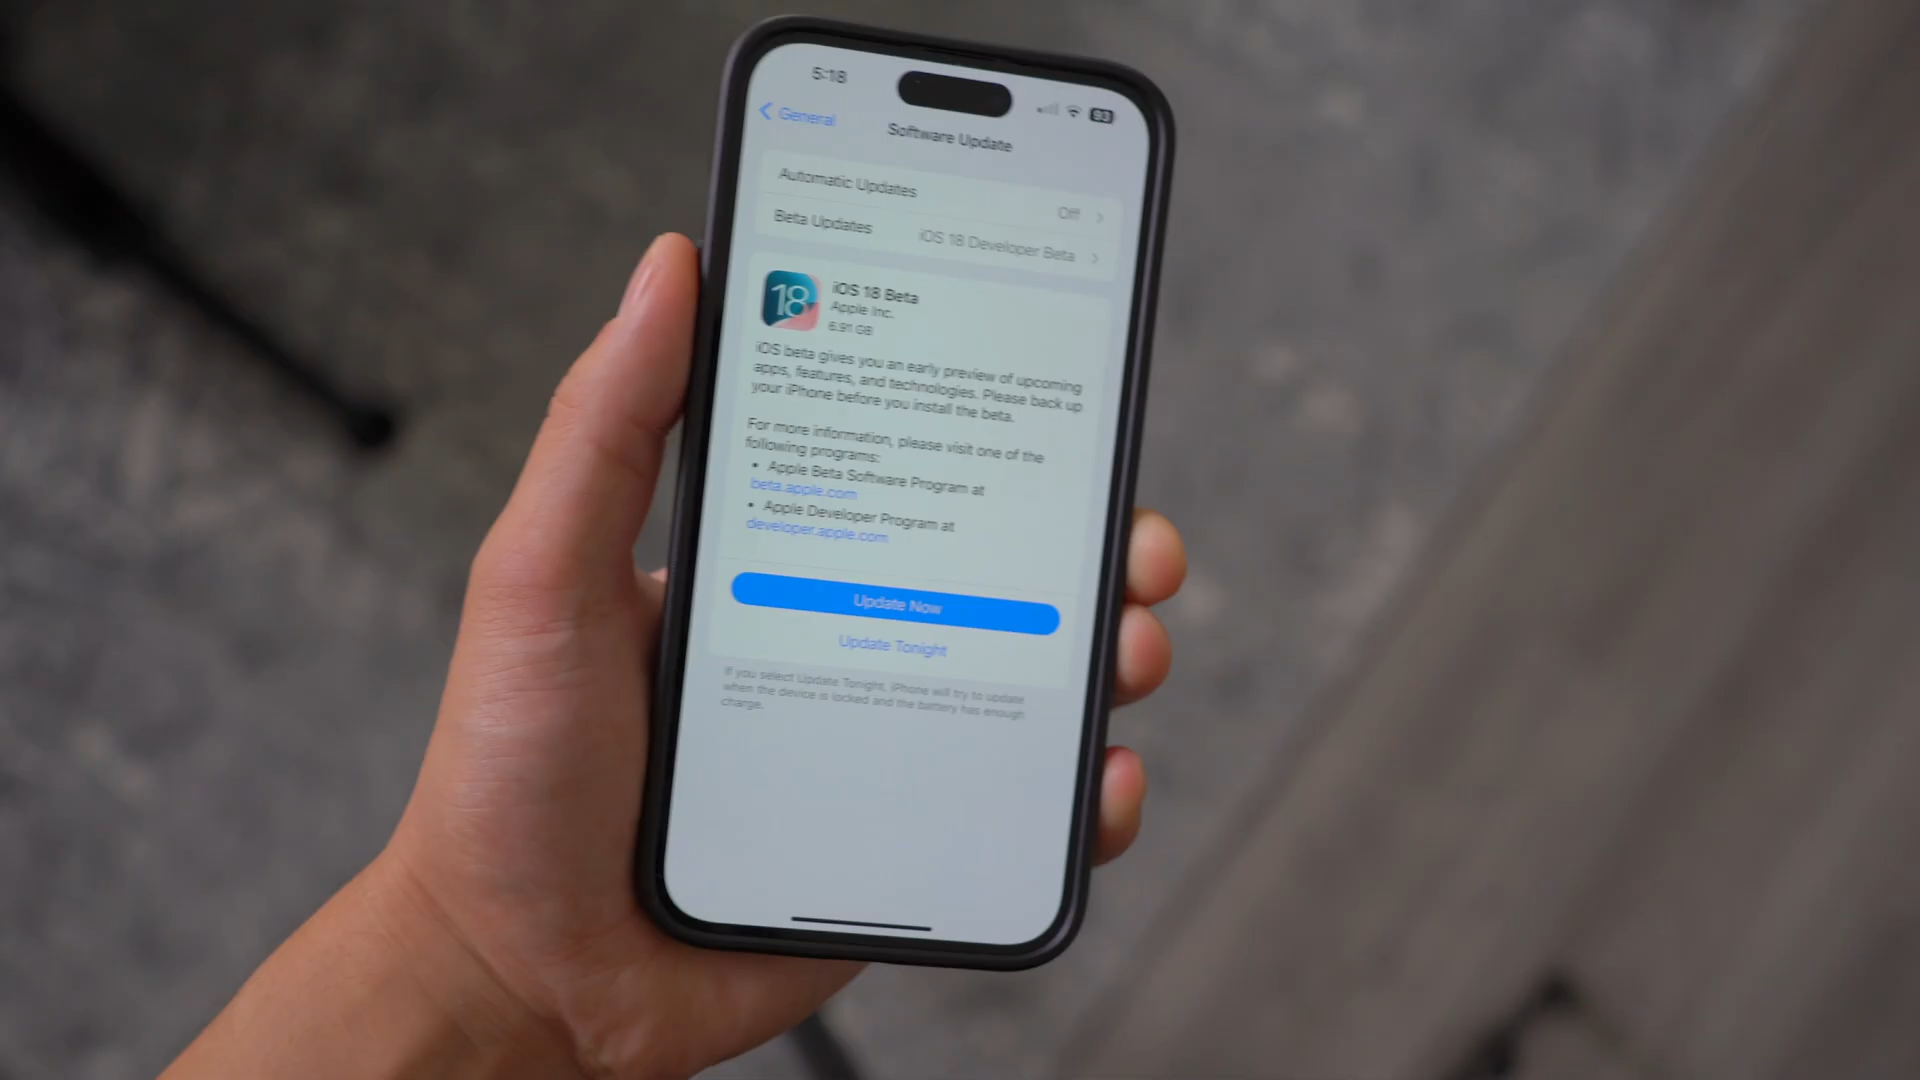 5:18
93
General
Software Update
Automatic Updates
Off
Beta Updates
iOS 18 Developer Beta
18
iOS 18 Beta
Apple Inc.
6.91 GB
iOS beta gives you an early preview of upcoming
apps, features, and technologies. Please back up
your iPhone before you install the beta.
For more information, please visit one of the
following programs:
• Apple Beta Software Program at
beta.apple.com
• Apple Developer Program at
developer.apple.com
Update Now
Update Tonight
If you select Update Tonight, iPhone will try to update
when the device is locked and the battery has enough
charge.